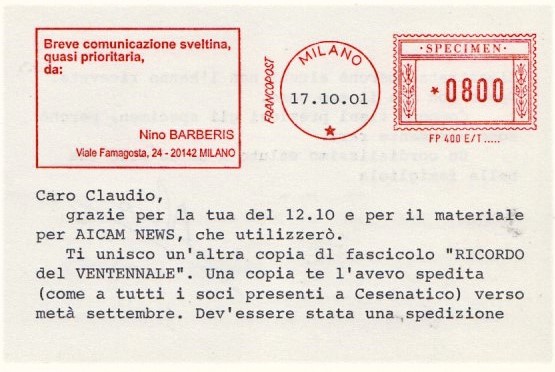 Breve comunicazione sveltina,
quasi prioritaria,
da:
Nino BARBERIS
Viale Famagosta, 24 - 20142 MILANO
FRANCOPOST
MILANO
17.10.01
· SPECIMEN ·
*0800
FP 400 E/T.....
Caro Claudio,
grazie per la tua del 12.10 e per il materiale
per AICAM NEWS, che utilizzerò.
Ti unisco un'altra copia dl fascicolo "RICORDO
del VENTENNALE". Una copia te l'avevo spedita
(come a tutti i soci presenti a Cesenatico) verso
metà settembre. Dev'essere stata una spedizione